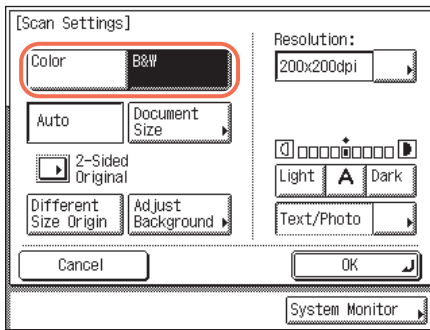 [Scan Settings]
Resolution:
Color
B&W
200x200dpi
Auto
Document
Size
2-Sided
Original
Light
A
Dark
Different
Size Origin
Adjust
Background
Text/Photo
Cancel
OK
System Monitor